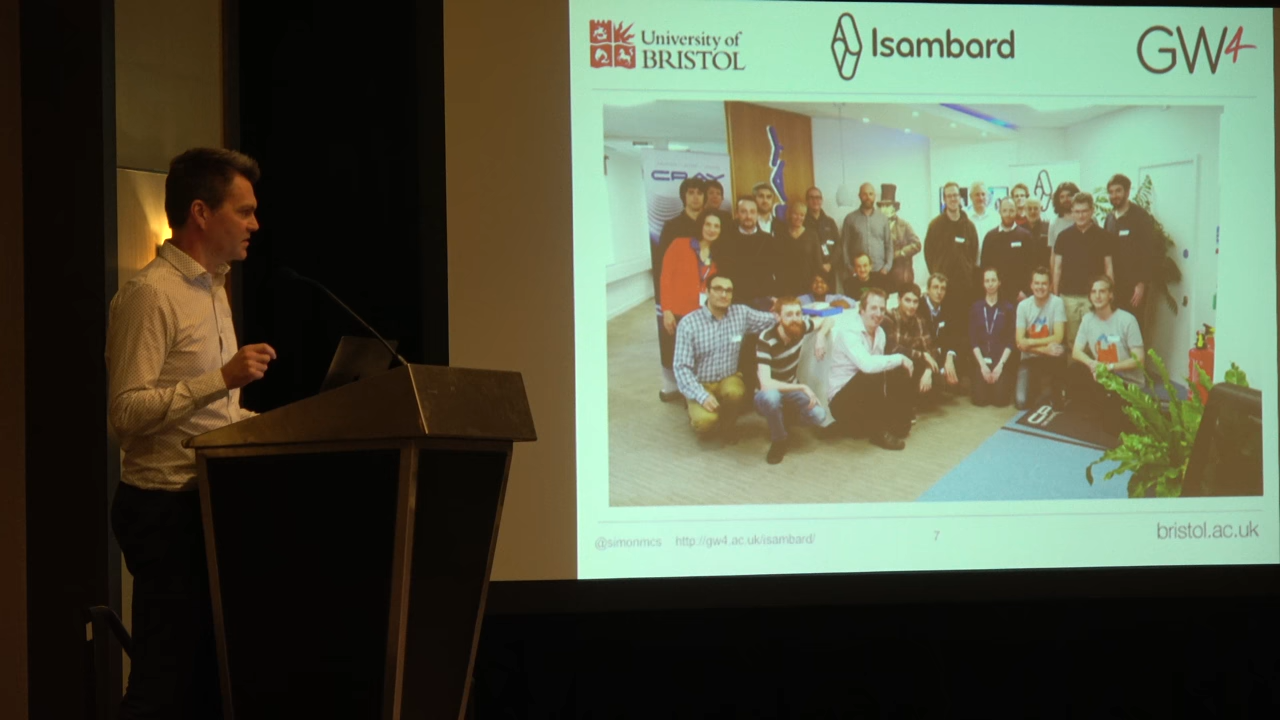 University of
BRISTOL
Isambard
GW4
CRAY
@simonmcs http://gw4.ac.uk/isambard/
7
bristol.ac.uk